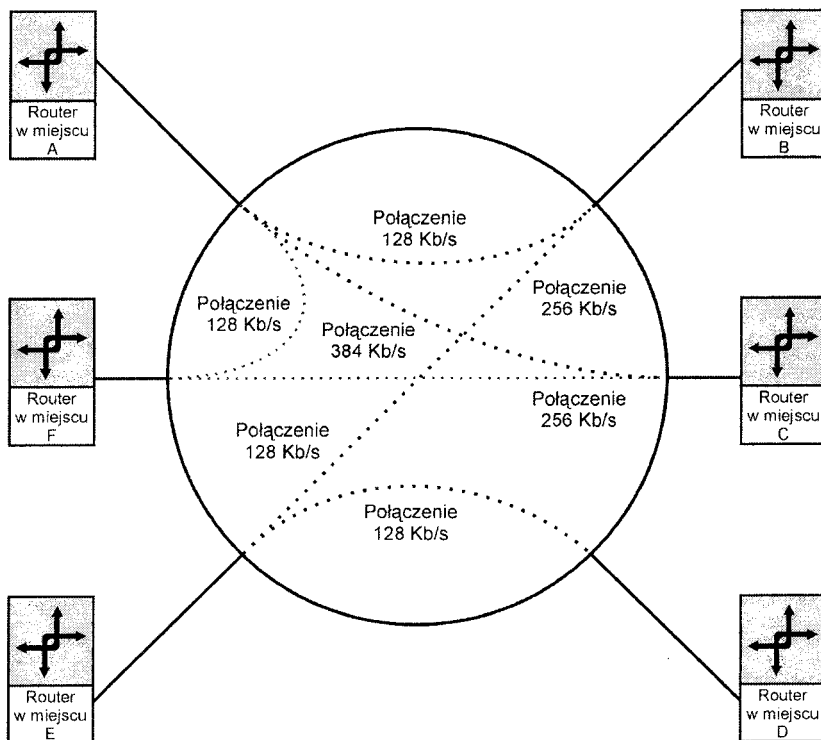 Router
w miejscu
A
Router
w miejscu
B
Połączenie
128 Kb/s
Połączenie
256 Kb/s
Połączenie
128 Kb/s
Połączenie
384 Kb/s
Router
w miejscu
F
Router
w miejscu
C
Połączenie
256 Kb/s
Połączenie
128 Kb/s
Połączenie
128 Kb/s
Router
w miejscu
E
Router
w miejscu
D